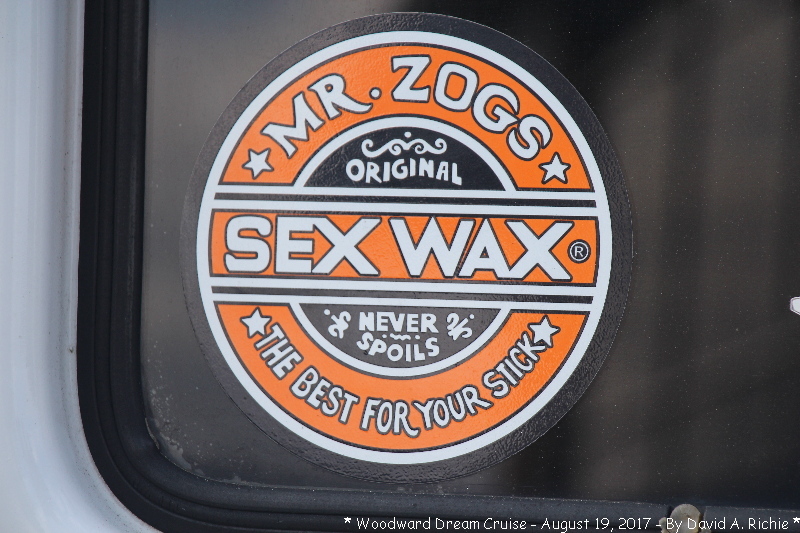 MR. ZOGS
ORIGINAL
SEX WAX ®
NEVER
SPOILS
THE BEST FOR YOUR STICK
* Woodward Dream Cruise - August 19, 2017 - By David A. Richie *